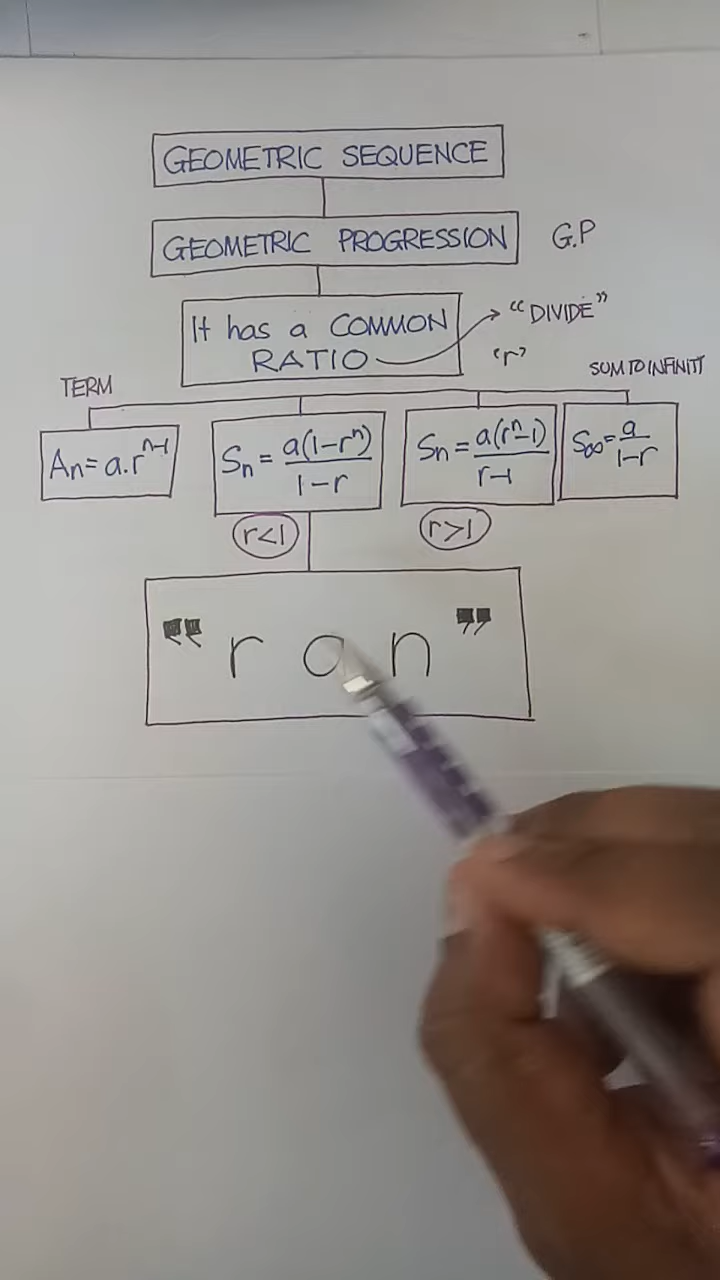 GEOMETRIC SEQUENCE
GEOMETRIC PROGRESSION G.P
It has a COMMON
RATIO
"DIVIDE"
"r"
TERM
SUM TO INFINITY
An = a.r^n-1
Sn = a(1-r^n)/1-r
Sn = a(r^n-1)/r-1
S∞ = a/1-r
r<1
r>1
" r a n "